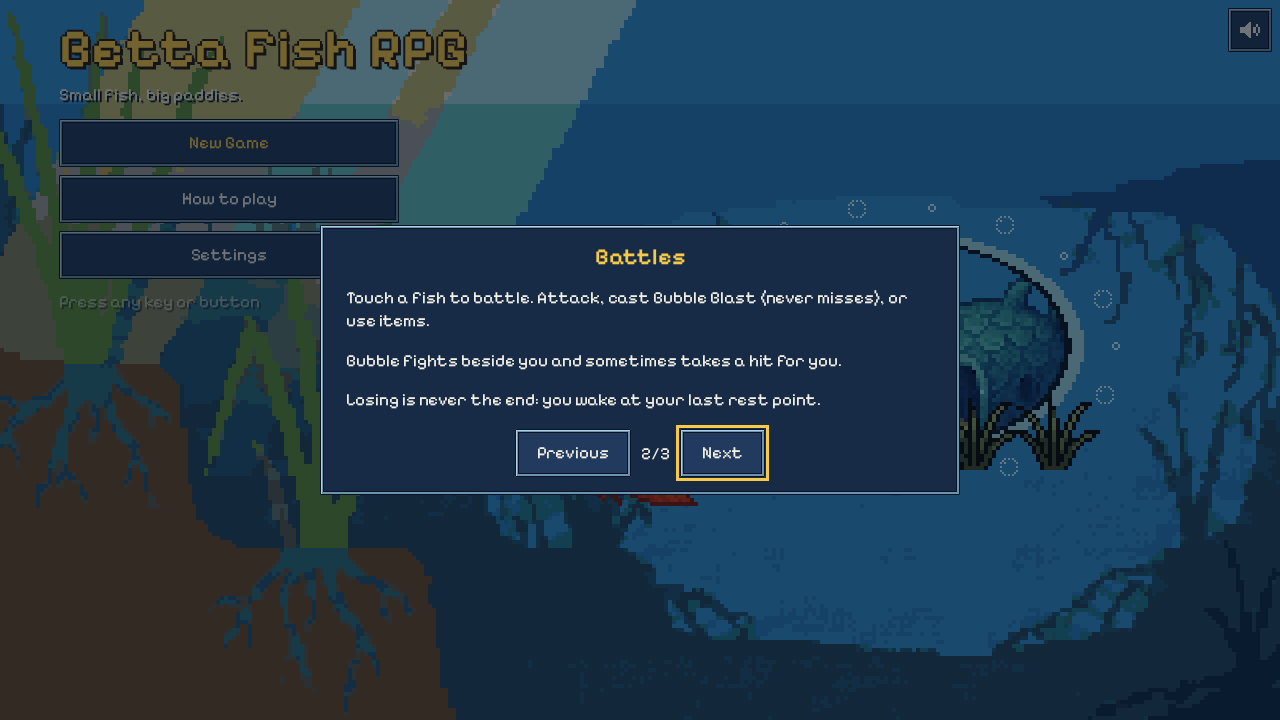 Betta Fish RPG
Small fish, big paddies.
New Game
How to play
Settings
Press any key or button
Battles
Touch a fish to battle. Attack, cast Bubble Blast (never misses), or
use items.
Bubble fights beside you and sometimes takes a hit for you.
Losing is never the end: you wake at your last rest point.
Previous
2/3
Next